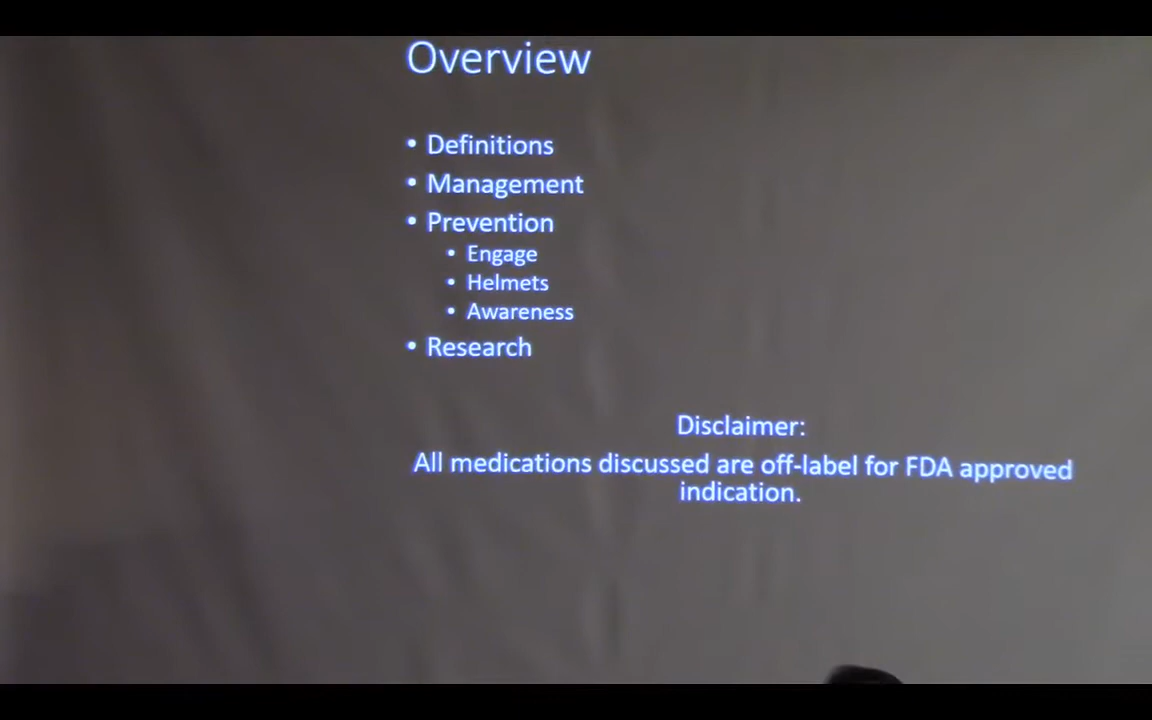 Overview
• Definitions
• Management
• Prevention
• Engage
• Helmets
• Awareness
• Research
Disclaimer:
All medications discussed are off-label for FDA approved
indication.